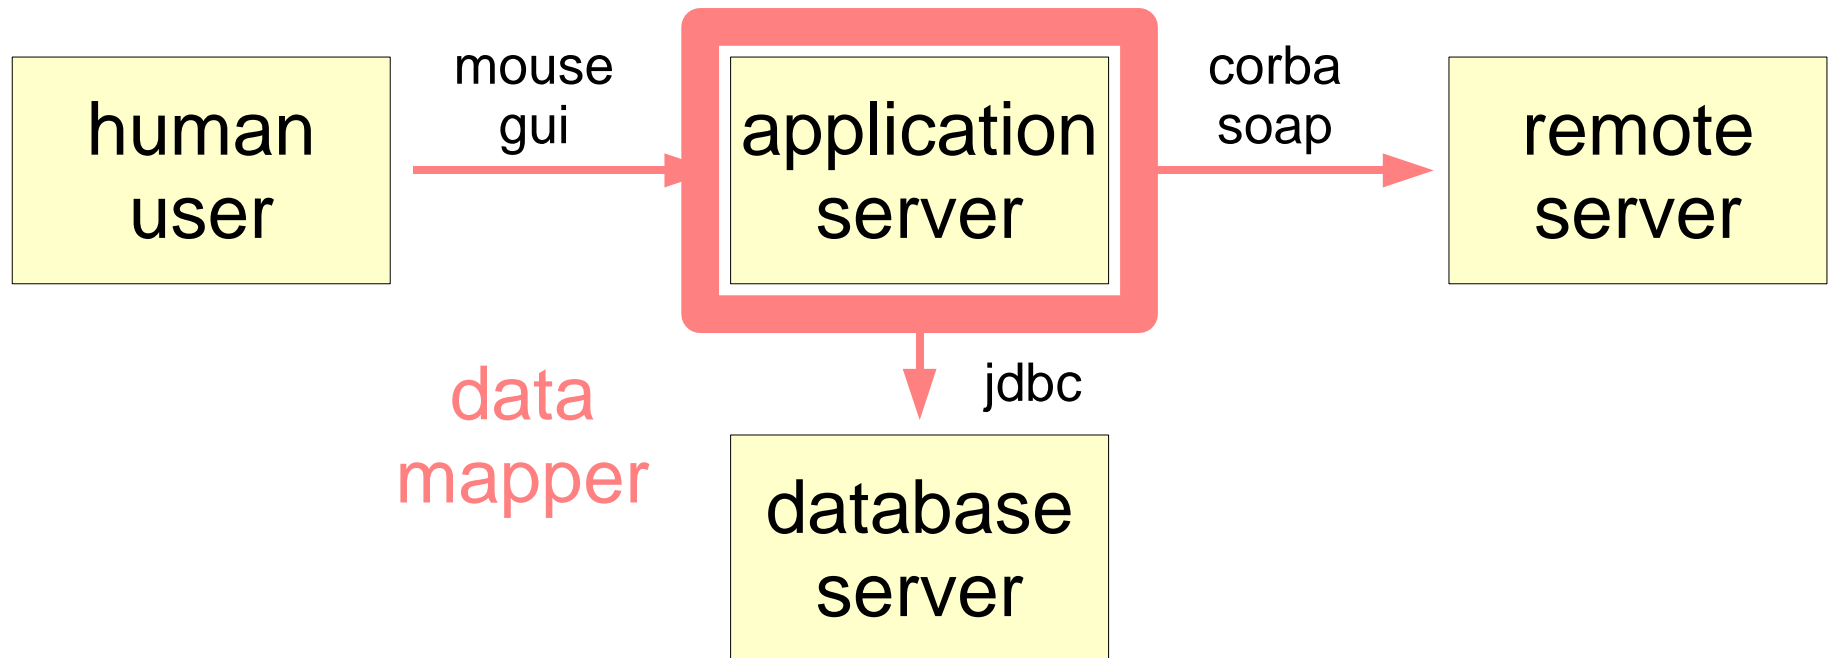 human
user
mouse
gui
application
server
corba
soap
remote
server
data
mapper
jdbc
database
server